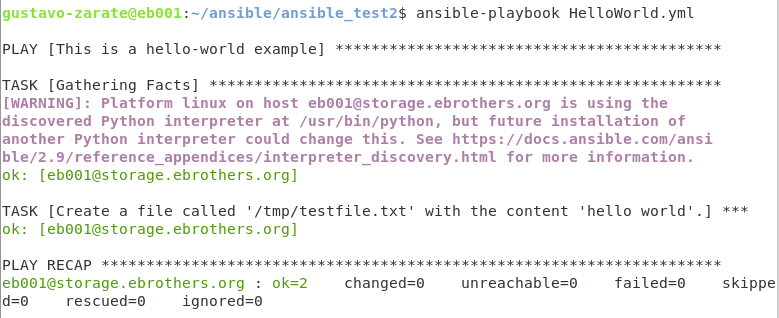 gustavo-zarate@eb001:~/ansible/ansible_test2$ ansible-playbook HelloWorld.yml
PLAY [This is a hello-world example] *******************************************
TASK [Gathering Facts] *********************************************************
[WARNING]: Platform linux on host eb001@storage.ebrothers.org is using the
discovered Python interpreter at /usr/bin/python, but future installation of
another Python interpreter could change this. See https://docs.ansible.com/ansi
ble/2.9/reference_appendices/interpreter_discovery.html for more information.
ok: [eb001@storage.ebrothers.org]
TASK [Create a file called '/tmp/testfile.txt' with the content 'hello world'.] ***
ok: [eb001@storage.ebrothers.org]
PLAY RECAP *********************************************************************
eb001@storage.ebrothers.org : ok=2    changed=0    unreachable=0    failed=0    skippe
d=0    rescued=0    ignored=0